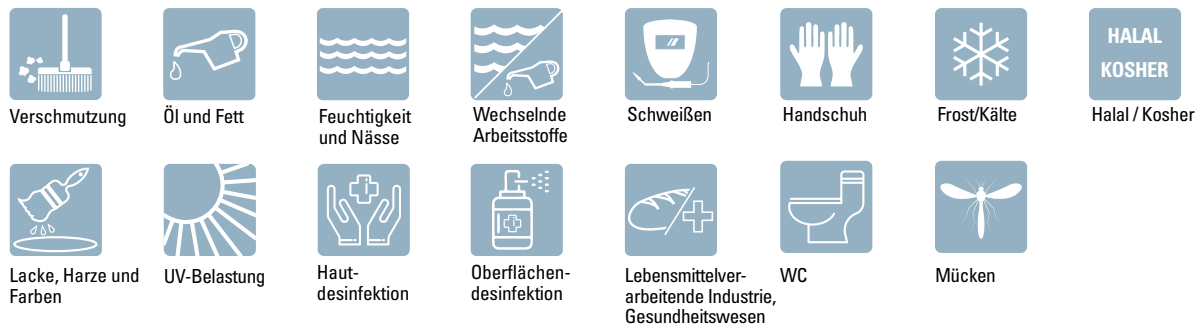 HALAL
KOSHER
Verschmutzung
Öl und Fett
Feuchtigkeit
und Nässe
Wechselnde
Arbeitsstoffe
Schweißen
Handschuh
Frost/Kälte
Halal / Kosher
Lacke, Harze und
Farben
UV-Belastung
Haut-
desinfektion
Oberflächen-
desinfektion
Lebensmittelver-
arbeitende Industrie,
Gesundheitswesen
WC
Mücken